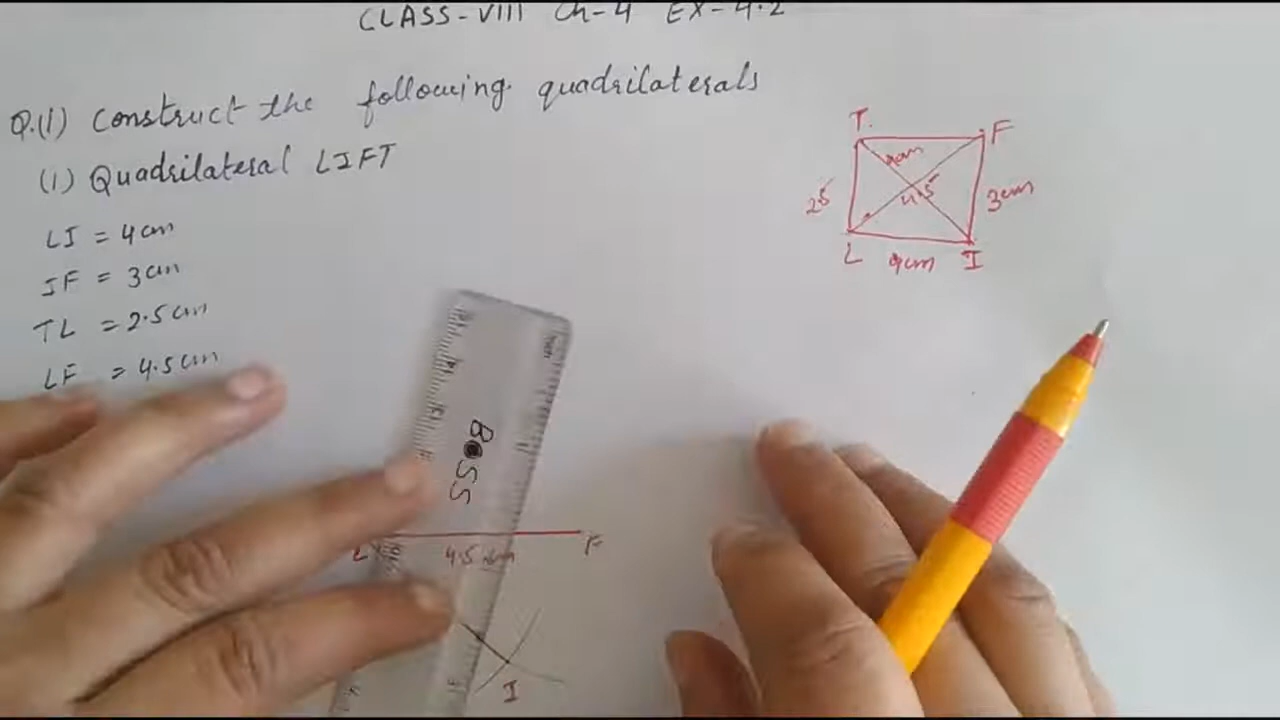 CLASS-VIII Ch-4 EX-4.2
Q.(1) Construct the following quadrilaterals
(1) Quadrilateral LIFT
LI = 4cm
IF = 3cm
TL = 2.5cm
LF = 4.5cm
T F
4cm
4.5
2.5 3cm
L 4cm I
BOSS
L 4.5cm F
I